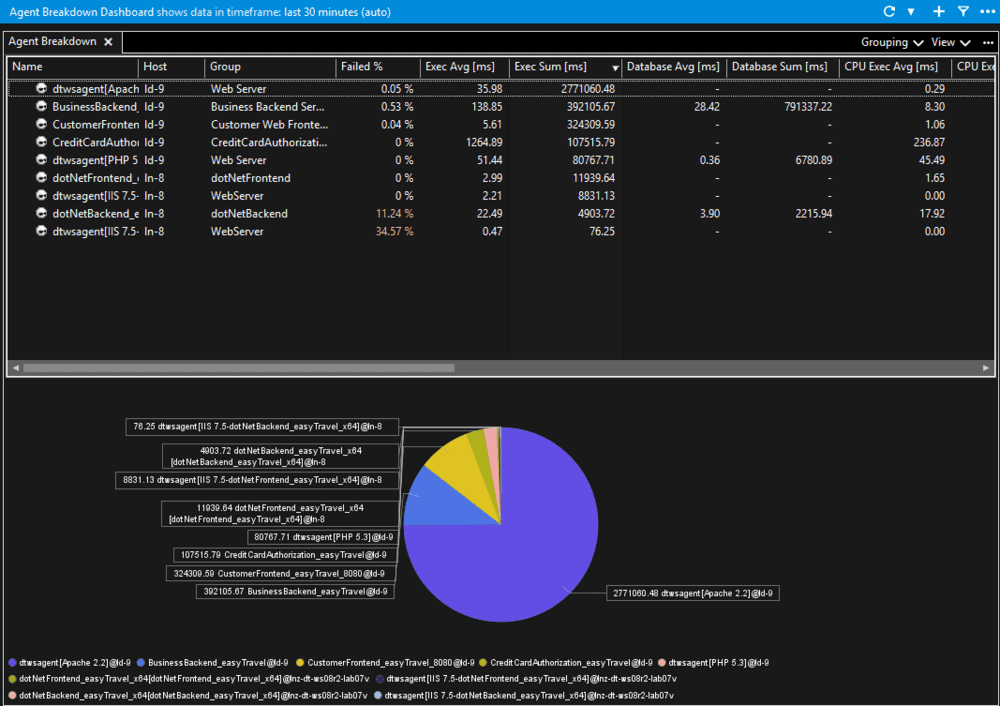 Agent Breakdown Dashboard shows data in timeframe: last 30 minutes (auto)
Agent Breakdown
Grouping View
Name Host Group Failed % Exec Avg [ms] Exec Sum [ms] Database Avg [ms] Database Sum [ms] CPU Exec Avg [ms] CPU Exe
dtwsagent[Apach ld-9 Web Server 0.05 % 35.98 2771060.48 - - 0.29
BusinessBackend_ ld-9 Business Backend Ser... 0.53 % 138.85 392105.67 28.42 791337.22 8.30
CustomerFronten ld-9 Customer Web Fronte... 0.04 % 5.61 324309.59 - - 1.06
CreditCardAuthor ld-9 CreditCardAuthorizati... 0 % 1264.89 107515.79 - - 236.87
dtwsagent[PHP 5 ld-9 Web Server 0 % 51.44 80767.71 0.36 6780.89 45.49
dotNetFrontend_ ln-8 dotNetFrontend 0 % 2.99 11939.64 - - 1.65
dtwsagent[IIS 7.5- ln-8 WebServer 0 % 2.21 8831.13 - - 0.00
dotNetBackend_e ln-8 dotNetBackend 11.24 % 22.49 4903.72 3.90 2215.94 17.92
dtwsagent[IIS 7.5- ln-8 WebServer 34.57 % 0.47 76.25 - - 0.00
76.25 dtwsagent[IIS 7.5-dotNetBackend_easyTravel_x64]@ln-8
4903.72 dotNetBackend_easyTravel_x64
[dotNetBackend_easyTravel_x64]@ln-8
8831.13 dtwsagent[IIS 7.5-dotNetFrontend_easyTravel_x64]@ln-8
11939.64 dotNetFrontend_easyTravel_x64
[dotNetFrontend_easyTravel_x64]@ln-8
80767.71 dtwsagent[PHP 5.3]@ld-9
107515.79 CreditCardAuthorization_easyTravel@ld-9
324309.59 CustomerFrontend_easyTravel_8080@ld-9
392105.67 BusinessBackend_easyTravel@ld-9
2771060.48 dtwsagent[Apache 2.2]@ld-9
dtwsagent[Apache 2.2]@ld-9 BusinessBackend_easyTravel@ld-9 CustomerFrontend_easyTravel_8080@ld-9 CreditCardAuthorization_easyTravel@ld-9 dtwsagent[PHP 5.3]@ld-9
dotNetFrontend_easyTravel_x64[dotNetFrontend_easyTravel_x64]@lnz-dt-ws08r2-lab07v dtwsagent[IIS 7.5-dotNetFrontend_easyTravel_x64]@lnz-dt-ws08r2-lab07v
dotNetBackend_easyTravel_x64[dotNetBackend_easyTravel_x64]@lnz-dt-ws08r2-lab07v dtwsagent[IIS 7.5-dotNetBackend_easyTravel_x64]@lnz-dt-ws08r2-lab07v